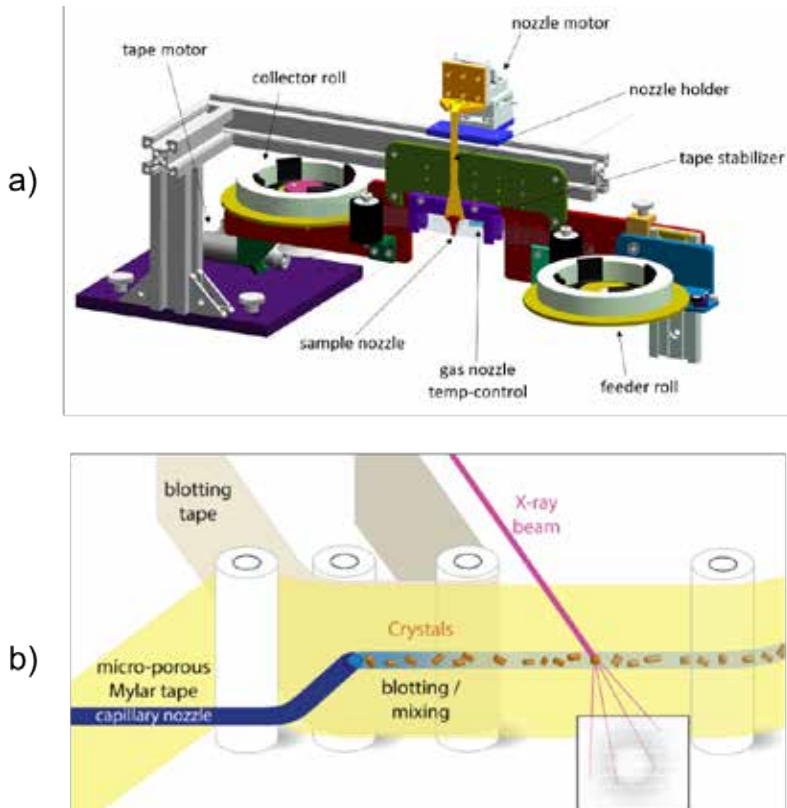 a)
nozzle motor
tape motor
collector roll
nozzle holder
tape stabilizer
sample nozzle
gas nozzle
temp-control
feeder roll
b)
blotting
tape
X-ray
beam
Crystals
micro-porous
Mylar tape
capillary nozzle
blotting /
mixing